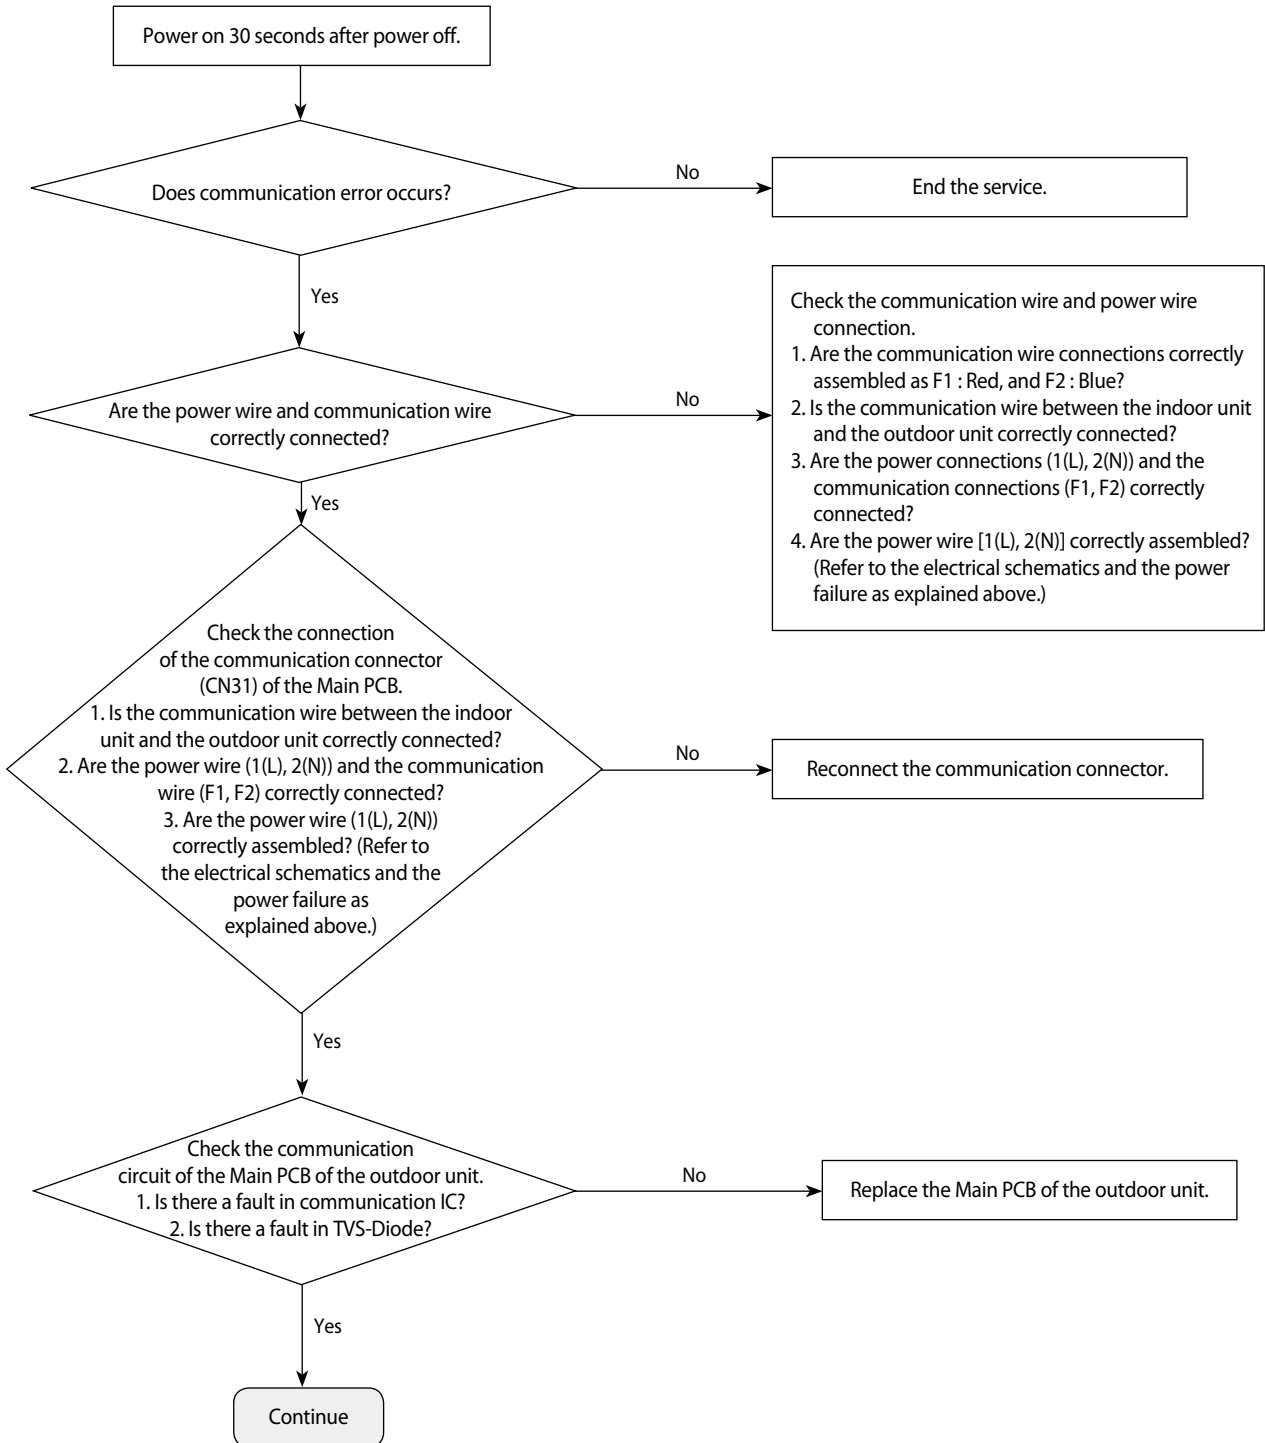 Power on 30 seconds after power off.
Does communication error occurs?
No
End the service.
Yes
Are the power wire and communication wire
correctly connected?
No
Check the communication wire and power wire
connection.
1. Are the communication wire connections correctly
assembled as F1 : Red, and F2 : Blue?
2. Is the communication wire between the indoor unit
and the outdoor unit correctly connected?
3. Are the power connections (1(L), 2(N)) and the
communication connections (F1, F2) correctly
connected?
4. Are the power wire [1(L), 2(N)] correctly assembled?
(Refer to the electrical schematics and the power
failure as explained above.)
Yes
Check the connection
of the communication connector
(CN31) of the Main PCB.
1. Is the communication wire between the indoor
unit and the outdoor unit correctly connected?
2. Are the power wire (1(L), 2(N)) and the communication
wire (F1, F2) correctly connected?
3. Are the power wire (1(L), 2(N))
correctly assembled? (Refer to
the electrical schematics and the
power failure as
explained above.)
No
Reconnect the communication connector.
Yes
Check the communication
circuit of the Main PCB of the outdoor unit.
1. Is there a fault in communication IC?
2. Is there a fault in TVS-Diode?
No
Replace the Main PCB of the outdoor unit.
Yes
Continue